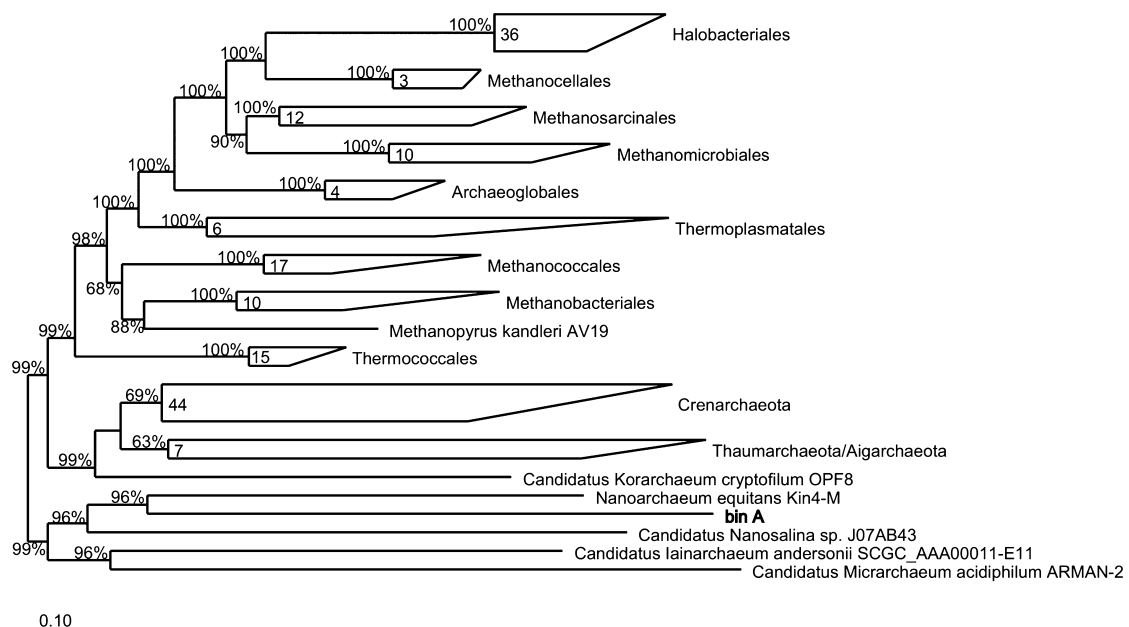 100% 36 Halobacteriales
100%
100% 3 Methanocellales
100%
100% 12 Methanosarcinales
90%
100% 10 Methanomicrobiales
100%
100% 4 Archaeoglobales
100%
100% 6 Thermoplasmatales
98%
100% 17 Methanococcales
68%
100% 10 Methanobacteriales
88% Methanopyrus kandleri AV19
99%
100% 15 Thermococcales
99%
69% 44 Crenarchaeota
63% 7 Thaumarchaeota/Aigarchaeota
99%
Candidatus Korarchaeum cryptofilum OPF8
96% Nanoarchaeum equitans Kin4-M
96% bin A
Candidatus Nanosalina sp. J07AB43
99% 96% Candidatus Iainarchaeum andersonii SCGC_AAA00011-E11
Candidatus Micrarchaeum acidiphilum ARMAN-2
0.10